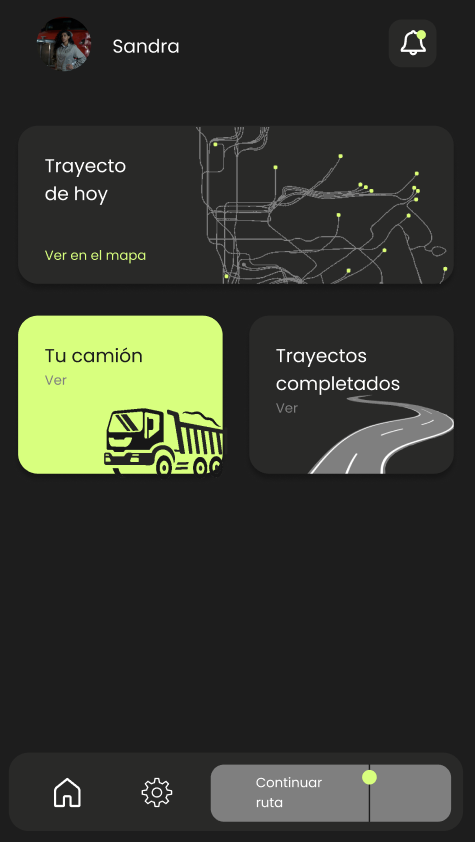 Sandra
Trayecto
de hoy
Ver en el mapa
Tu camión
Ver
Trayectos
completados
Ver
Continuar
ruta